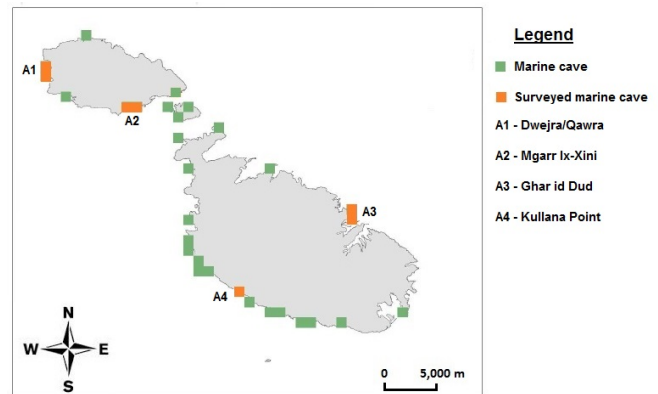 Legend
Marine cave
Surveyed marine cave
A1 - Dwejra/Qawra
A2 - Mgarr Ix-Xini
A3 - Ghar id Dud
A4 - Kullana Point
A1
A2
A3
A4
N
W E
S
0 5,000 m